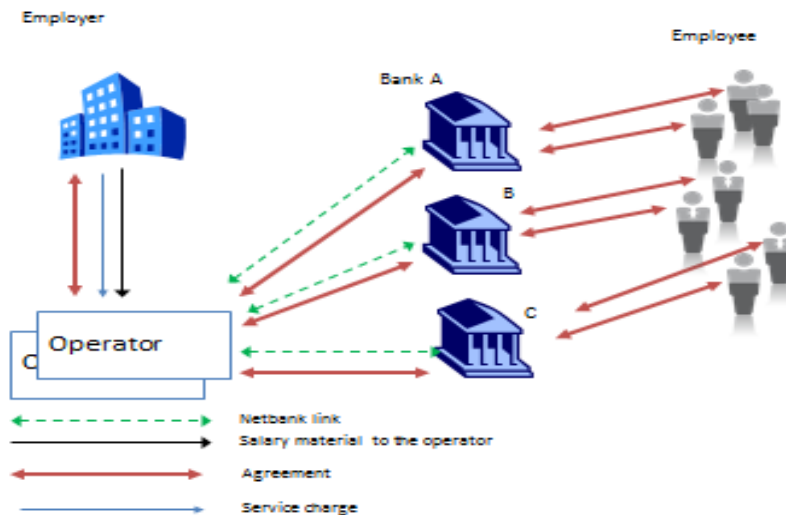 Employer
Employee
Bank A
B
C
Operator
O
Netbank link
Salary material to the operator
Agreement
Service charge